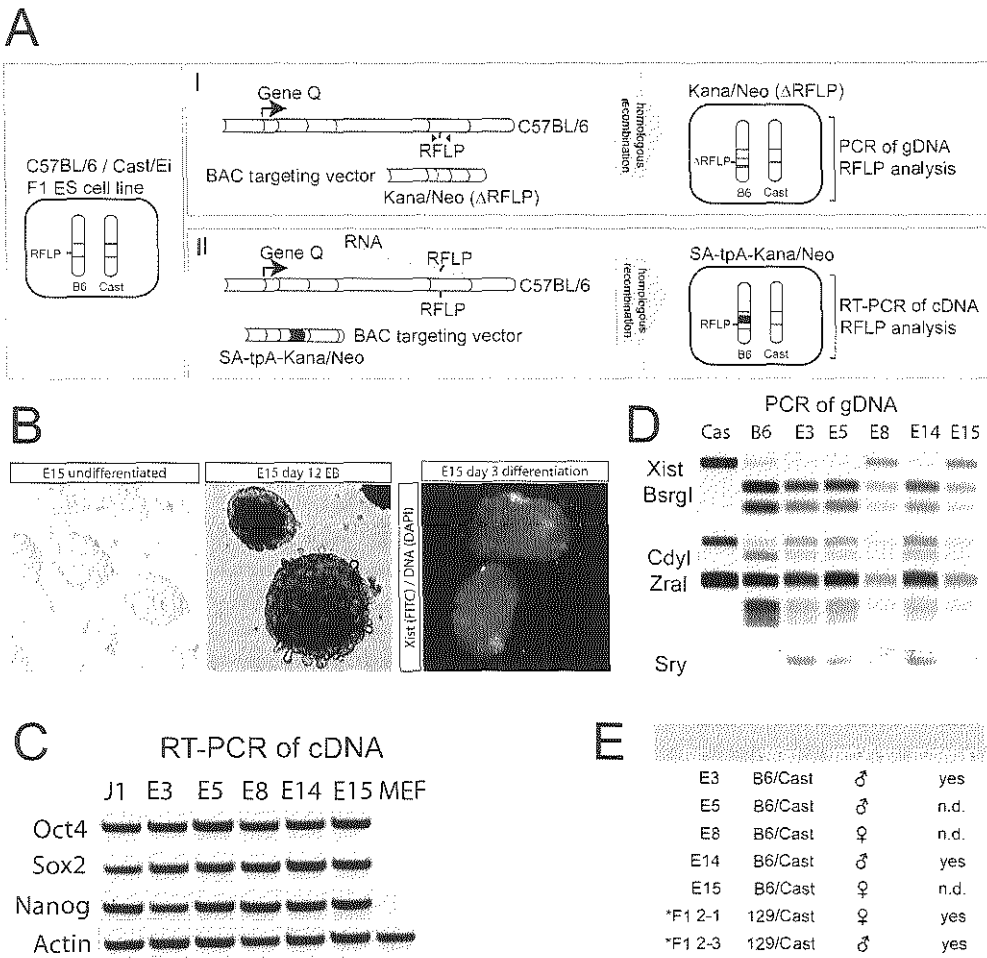 A
I
Gene Q
C57BL/6
RFLP
BAC targeting vector
Kana/Neo (ΔRFLP)
homologous
recombination
Kana/Neo (ΔRFLP)
ΔRFLP
B6 Cast
PCR of gDNA
RFLP analysis
C57BL/6 / Cast/Ei
F1 ES cell line
RFLP
B6 Cast
II
Gene Q
RNA
RFLP
C57BL/6
RFLP
BAC targeting vector
SA-tpA-Kana/Neo
homologous
recombination
SA-tpA-Kana/Neo
RFLP
B6 Cast
RT-PCR of cDNA
RFLP analysis
B
E15 undifferentiated
E15 day 12 EB
Xist (FITC) / DNA (DAPI)
E15 day 3 differentiation
D
PCR of gDNA
Cas B6 E3 E5 E8 E14 E15
Xist
BsrgI
Cdyl
ZraI
Sry
C
RT-PCR of cDNA
J1 E3 E5 E8 E14 E15 MEF
Oct4
Sox2
Nanog
Actin
E
E3 B6/Cast ♂ yes
E5 B6/Cast ♂ n.d.
E8 B6/Cast ♀ n.d.
E14 B6/Cast ♂ yes
E15 B6/Cast ♀ n.d.
*F1 2-1 129/Cast ♀ yes
*F1 2-3 129/Cast ♂ yes